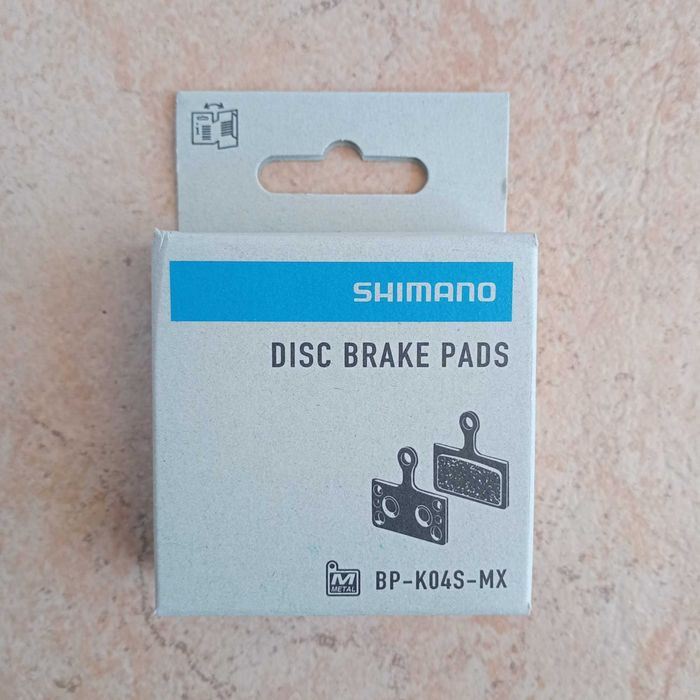 SHIMANO
DISC BRAKE PADS
M
METAL
BP-K04S-MX